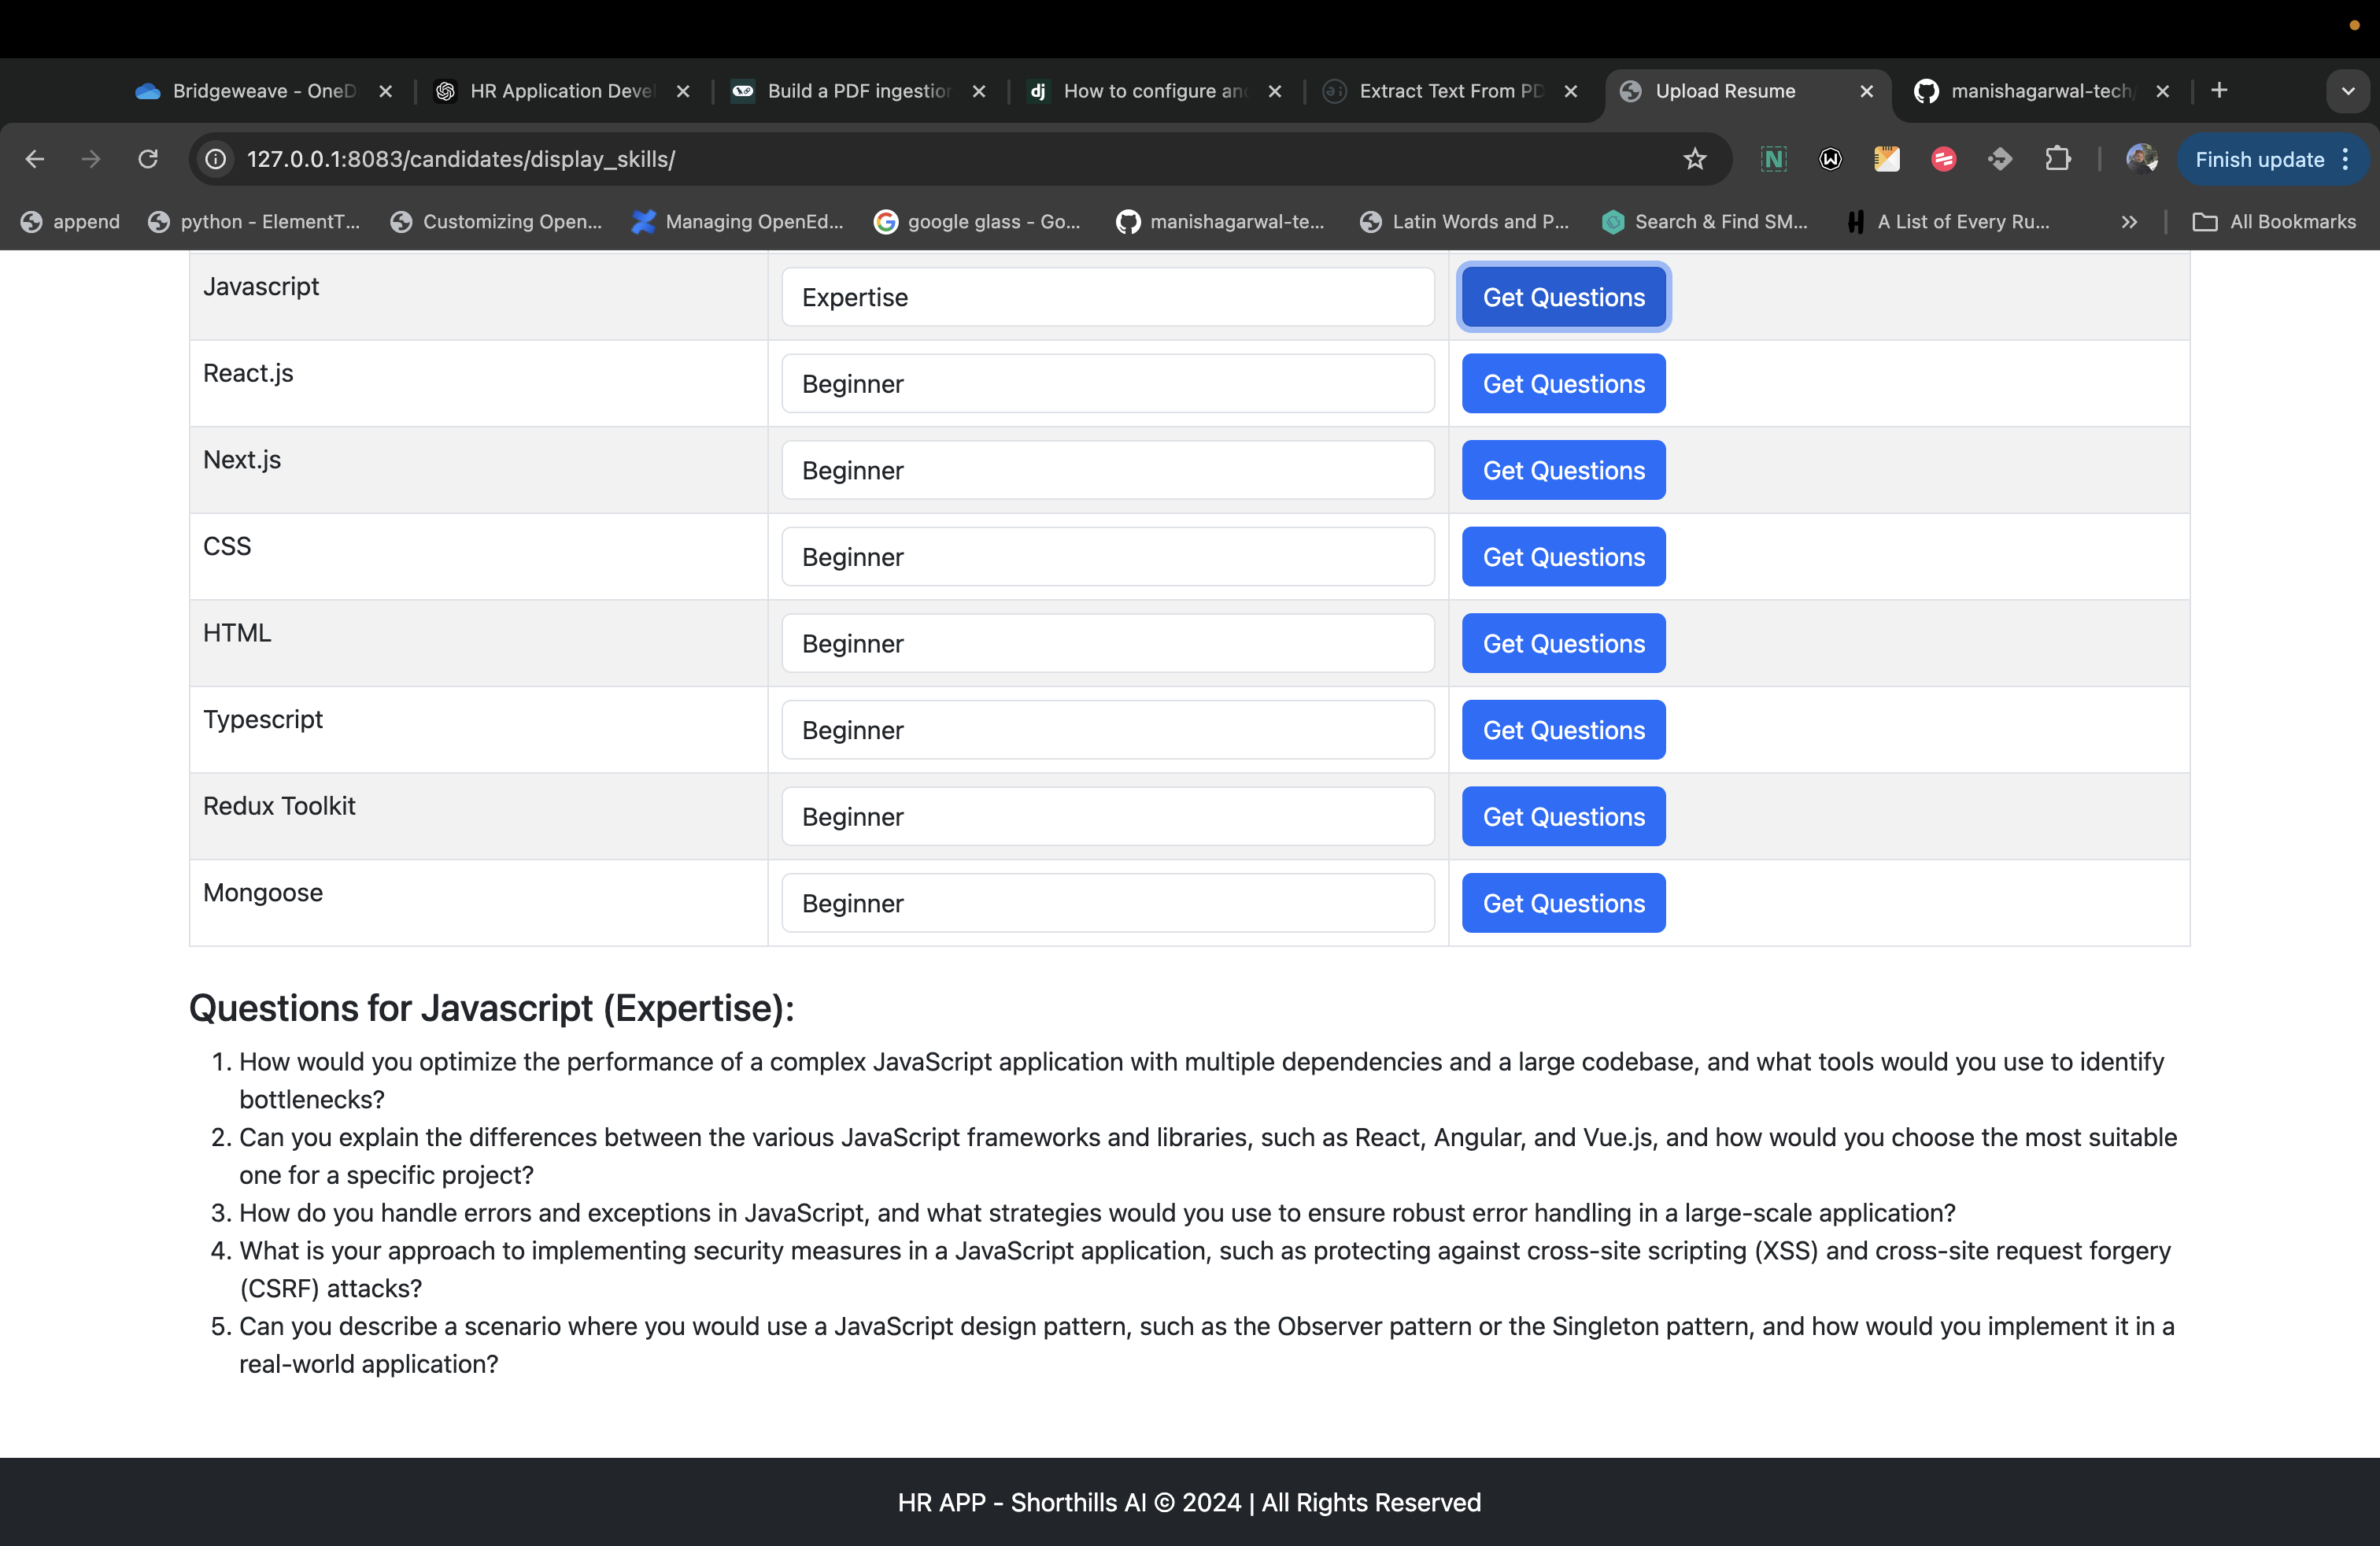 Bridgeweave - OneD
HR Application Deve
Build a PDF ingestion
How to configure an
Extract Text From PD
Upload Resume
manishagarwal-tech/
127.0.0.1:8083/candidates/display_skills/
Finish update
append
python - ElementT...
Customizing Open...
Managing OpenEd...
google glass - Go...
manishagarwal-te...
Latin Words and P...
Search & Find SM...
A List of Every Ru...
All Bookmarks
Javascript Expertise Get Questions
React.js Beginner Get Questions
Next.js Beginner Get Questions
CSS Beginner Get Questions
HTML Beginner Get Questions
Typescript Beginner Get Questions
Redux Toolkit Beginner Get Questions
Mongoose Beginner Get Questions
Questions for Javascript (Expertise):
1. How would you optimize the performance of a complex JavaScript application with multiple dependencies and a large codebase, and what tools would you use to identify
bottlenecks?
2. Can you explain the differences between the various JavaScript frameworks and libraries, such as React, Angular, and Vue.js, and how would you choose the most suitable
one for a specific project?
3. How do you handle errors and exceptions in JavaScript, and what strategies would you use to ensure robust error handling in a large-scale application?
4. What is your approach to implementing security measures in a JavaScript application, such as protecting against cross-site scripting (XSS) and cross-site request forgery
(CSRF) attacks?
5. Can you describe a scenario where you would use a JavaScript design pattern, such as the Observer pattern or the Singleton pattern, and how would you implement it in a
real-world application?
HR APP - Shorthills AI © 2024 | All Rights Reserved